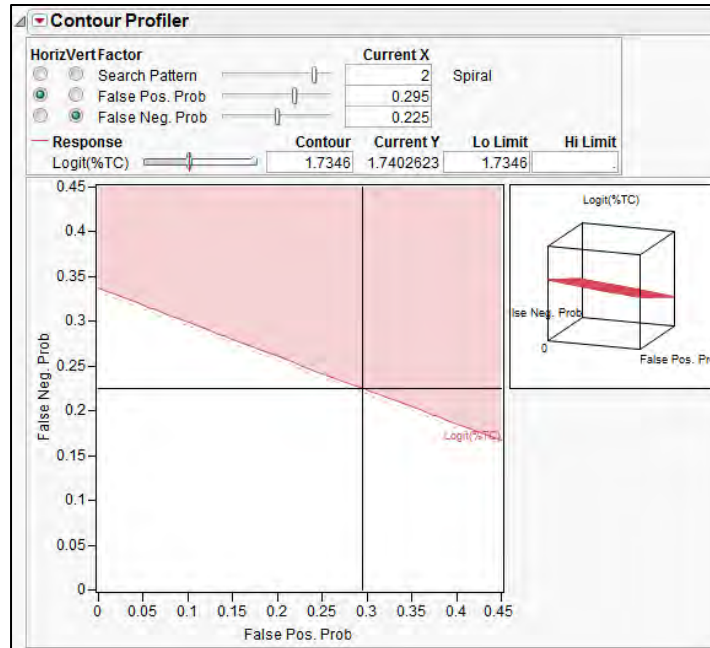 Contour Profiler
Horiz Vert Factor Current X
Search Pattern 2 Spiral
False Pos. Prob 0.295
False Neg. Prob 0.225
Response Contour Current Y Lo Limit Hi Limit
Logit(%TC) 1.7346 1.7402623 1.7346 .
0.45
0.4
0.35
0.3
0.25
0.2
0.15
0.1
0.05
0
False Neg. Prob
Logit(%TC)
0 0.05 0.1 0.15 0.2 0.25 0.3 0.35 0.4 0.45
False Pos. Prob
Logit(%TC)
lse Neg. Prob
0
False Pos. Pr